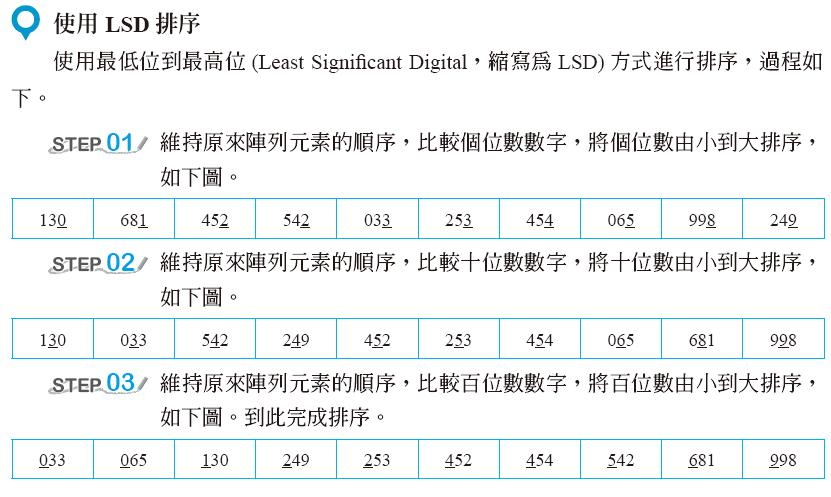 使用 LSD 排序
使用最低位到最高位 (Least Significant Digital，縮寫為 LSD) 方式進行排序，過程如
下。
STEP 01 維持原來陣列元素的順序，比較個位數數字，將個位數由小到大排序，
如下圖。
130 681 452 542 033 253 454 065 998 249
STEP 02 維持原來陣列元素的順序，比較十位數數字，將十位數由小到大排序，
如下圖。
130 033 542 249 452 253 454 065 681 998
STEP 03 維持原來陣列元素的順序，比較百位數數字，將百位數由小到大排序，
如下圖。到此完成排序。
033 065 130 249 253 452 454 542 681 998